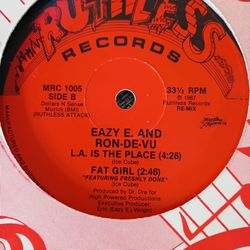 RUTHLESS
RECORDS
MRC 1005
SIDE B
Dollars N Sense
Muzick (BMI)
(RUTHLESS ATTACK)
33⅓ RPM
℗ 1987
Ruthless Records
RE-MIX
EAZY E. AND
RON-DE-VU
L.A. IS THE PLACE (4:28)
(Ice Cube)
FAT GIRL (2:46)
"FEATURING FRESHLY DONE"
(Ice Cube)
Produced by Dr. Dre for
High Powered Productions
Executive Producer:
Eric (Eazy E.) Wright